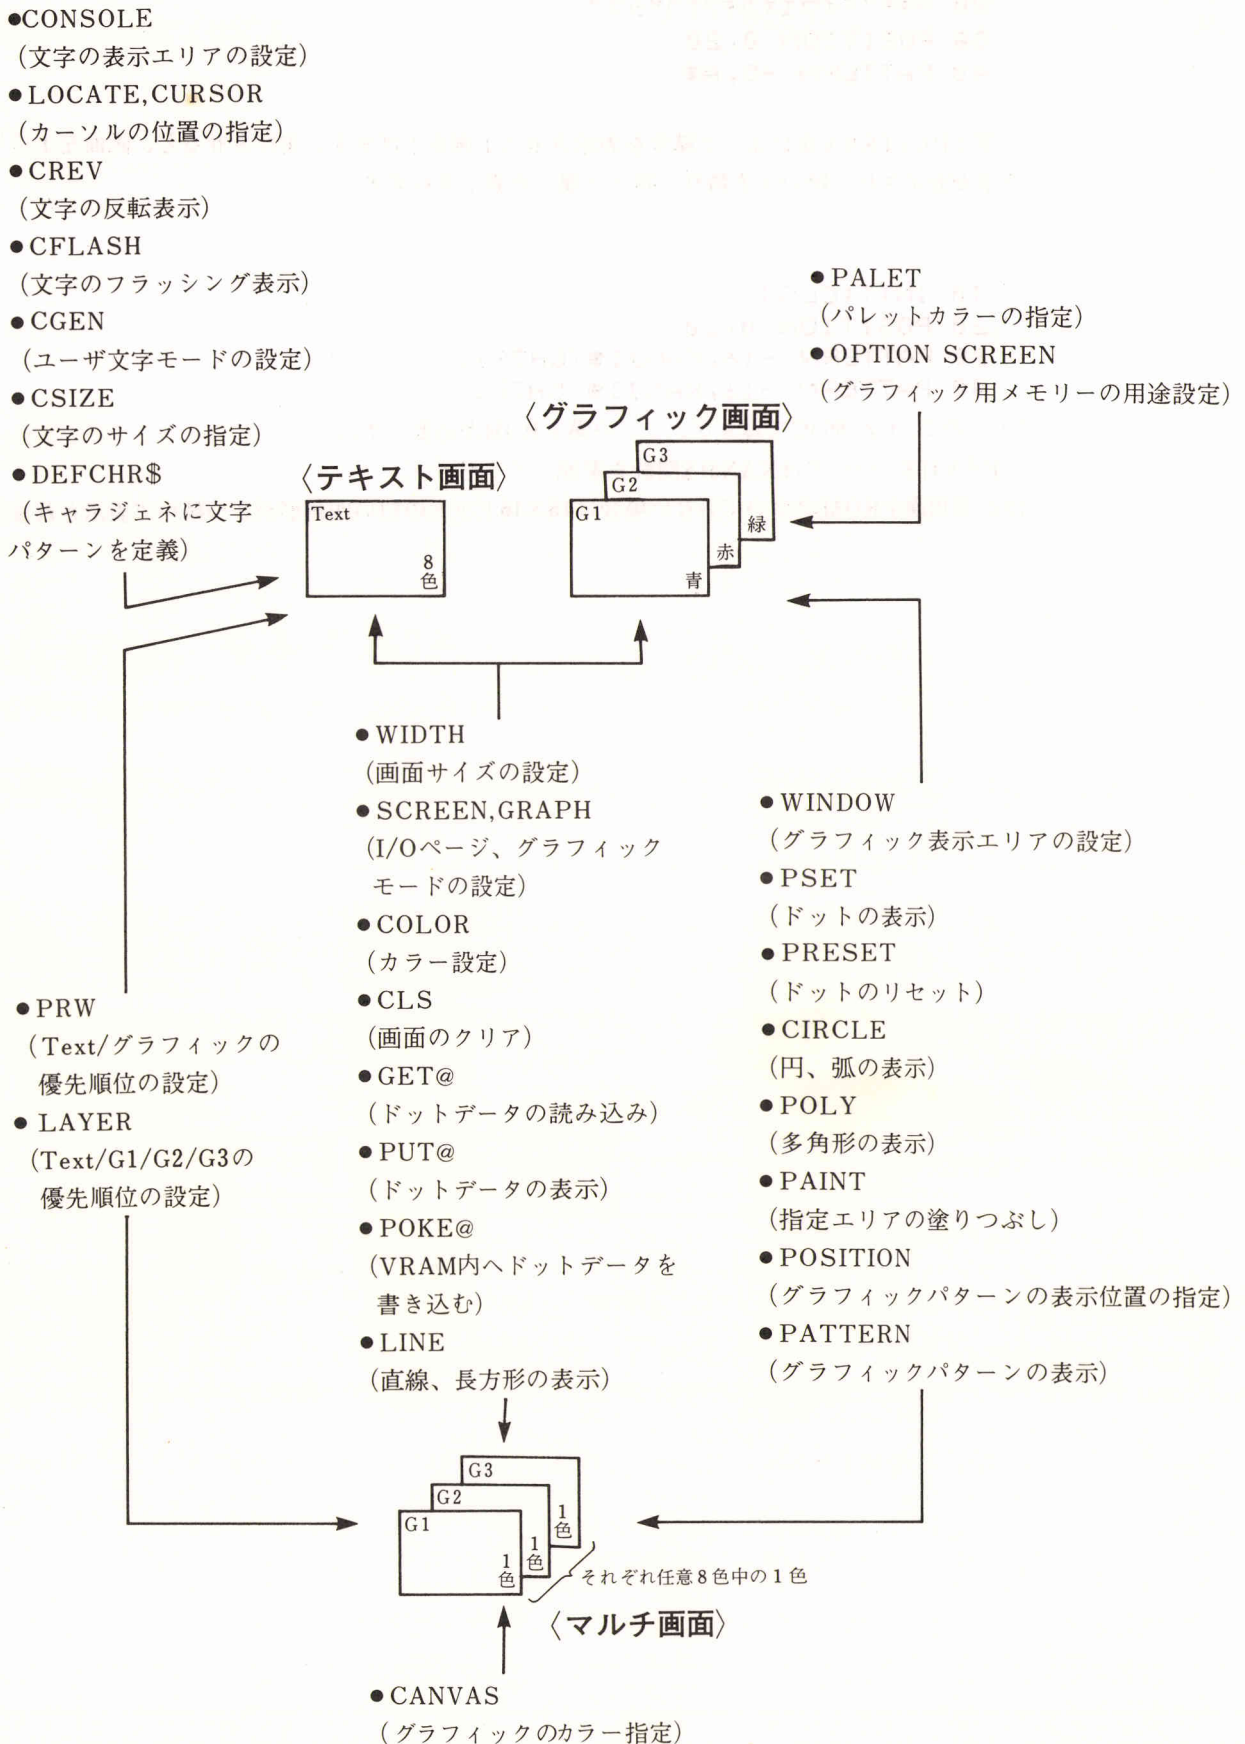 ●CONSOLE
(文字の表示エリアの設定)
●LOCATE,CURSOR
(カーソルの位置の指定)
●CREV
(文字の反転表示)
●CFLASH
(文字のフラッシング表示)
●CGEN
(ユーザ文字モードの設定)
●CSIZE
(文字のサイズの指定)
●DEFCHR$
(キャラジェネに文字
パターンを定義)
●PALET
(パレットカラーの指定)
●OPTION SCREEN
(グラフィック用メモリーの用途設定)
〈テキスト画面〉
Text
8
色
〈グラフィック画面〉
G3
緑
G2
赤
G1
青
●PRW
(Text/グラフィックの
優先順位の設定)
●LAYER
(Text/G1/G2/G3の
優先順位の設定)
●WIDTH
(画面サイズの設定)
●SCREEN,GRAPH
(I/Oページ、グラフィック
モードの設定)
●COLOR
(カラー設定)
●CLS
(画面のクリア)
●GET@
(ドットデータの読み込み)
●PUT@
(ドットデータの表示)
●POKE@
(VRAM内へドットデータを
書き込む)
●LINE
(直線、長方形の表示)
●WINDOW
(グラフィック表示エリアの設定)
●PSET
(ドットの表示)
●PRESET
(ドットのリセット)
●CIRCLE
(円、弧の表示)
●POLY
(多角形の表示)
●PAINT
(指定エリアの塗りつぶし)
●POSITION
(グラフィックパターンの表示位置の指定)
●PATTERN
(グラフィックパターンの表示)
G3
1
色
G2
1
色
G1
1
色
それぞれ任意8色中の1色
〈マルチ画面〉
●CANVAS
(グラフィックのカラー指定)